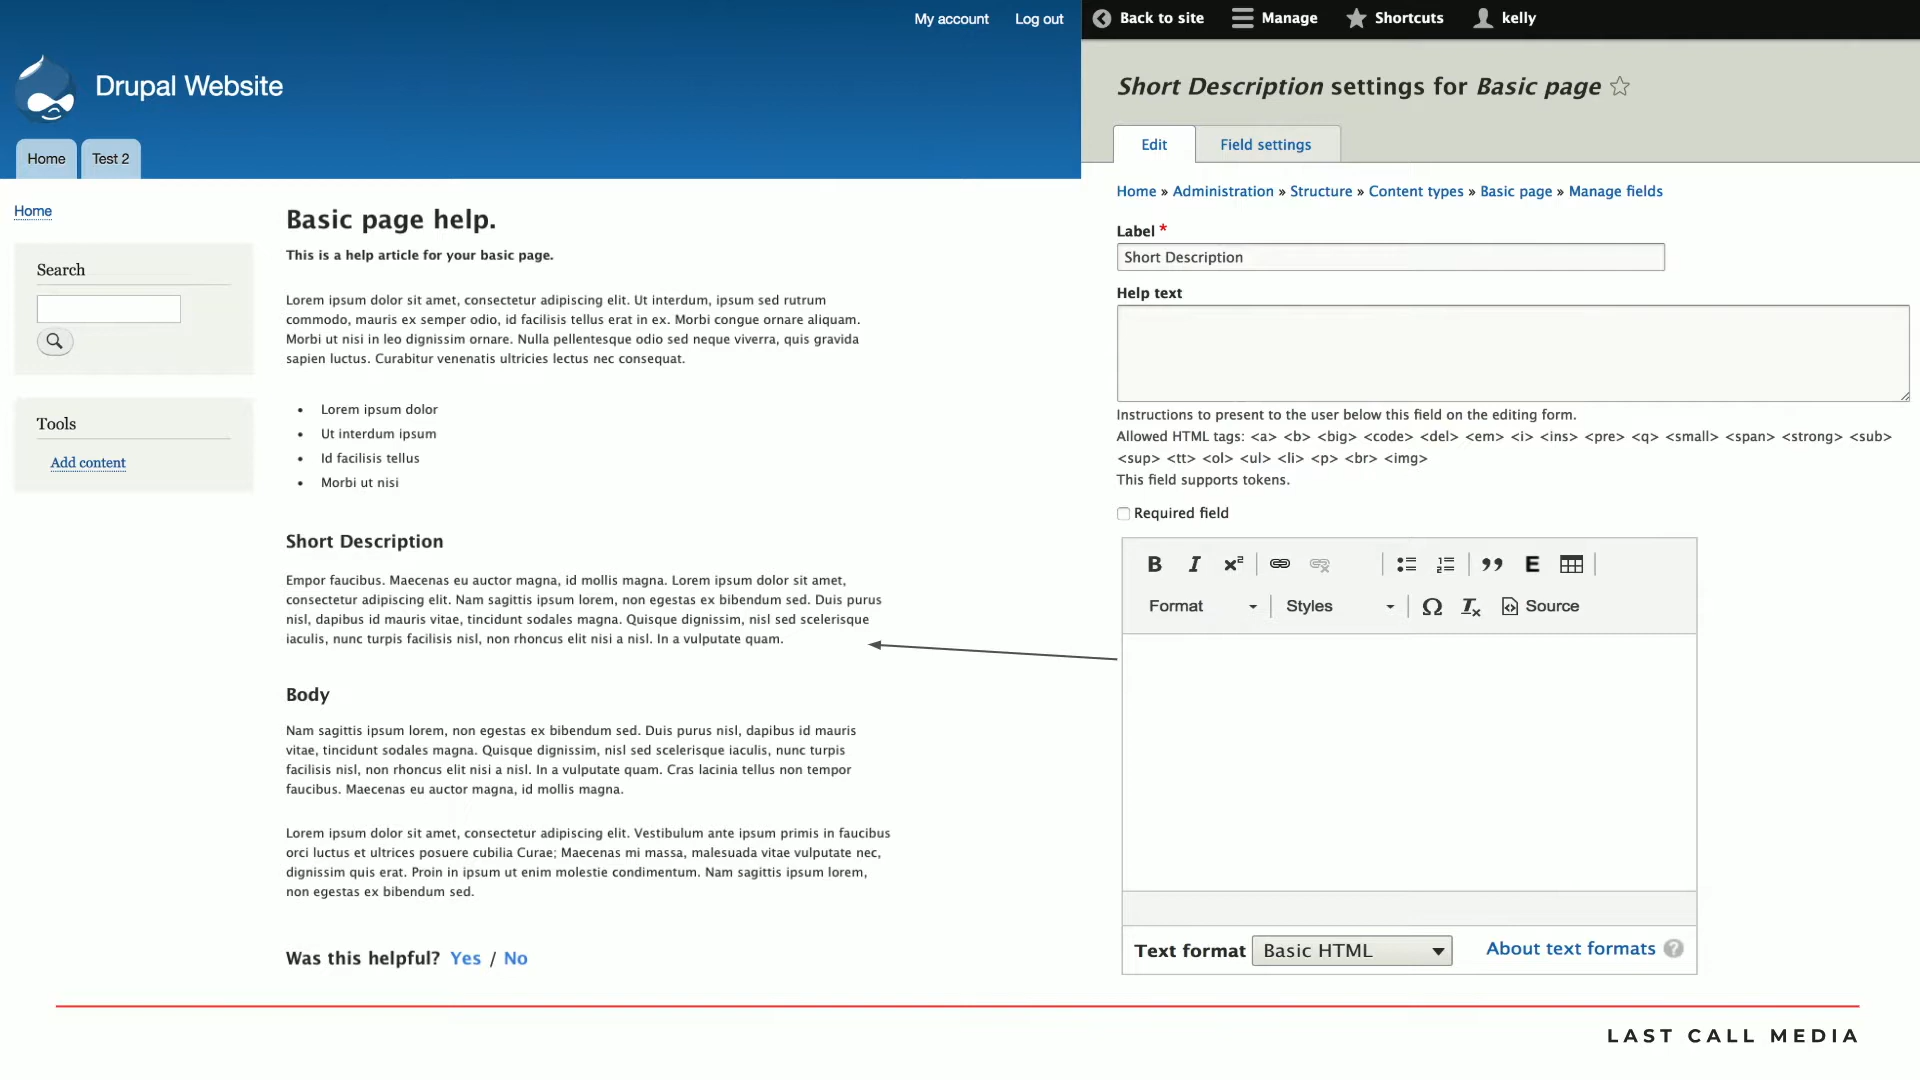 My account Log out
Drupal Website
Home Test 2
Home
Search
Tools
Add content
Basic page help.
This is a help article for your basic page.
Lorem ipsum dolor sit amet, consectetur adipiscing elit. Ut interdum, ipsum sed rutrum
commodo, mauris ex semper odio, id facilisis tellus erat in ex. Morbi congue ornare aliquam.
Morbi ut nisi in leo dignissim ornare. Nulla pellentesque odio sed neque viverra, quis gravida
sapien luctus. Curabitur venenatis ultricies lectus nec consequat.
• Lorem ipsum dolor
• Ut interdum ipsum
• Id facilisis tellus
• Morbi ut nisi
Short Description
Empor faucibus. Maecenas eu auctor magna, id mollis magna. Lorem ipsum dolor sit amet,
consectetur adipiscing elit. Nam sagittis ipsum lorem, non egestas ex bibendum sed. Duis purus
nisl, dapibus id mauris vitae, tincidunt sodales magna. Quisque dignissim, nisl sed scelerisque
iaculis, nunc turpis facilisis nisl, non rhoncus elit nisi a nisl. In a vulputate quam.
Body
Nam sagittis ipsum lorem, non egestas ex bibendum sed. Duis purus nisl, dapibus id mauris
vitae, tincidunt sodales magna. Quisque dignissim, nisl sed scelerisque iaculis, nunc turpis
facilisis nisl, non rhoncus elit nisi a nisl. In a vulputate quam. Cras lacinia tellus non tempor
faucibus. Maecenas eu auctor magna, id mollis magna.
Lorem ipsum dolor sit amet, consectetur adipiscing elit. Vestibulum ante ipsum primis in faucibus
orci luctus et ultrices posuere cubilia Curae; Maecenas mi massa, malesuada vitae vulputate nec,
dignissim quis erat. Proin in ipsum ut enim molestie condimentum. Nam sagittis ipsum lorem,
non egestas ex bibendum sed.
Was this helpful? Yes / No
Back to site Manage Shortcuts kelly
Short Description settings for Basic page
Edit Field settings
Home » Administration » Structure » Content types » Basic page » Manage fields
Label *
Short Description
Help text
Instructions to present to the user below this field on the editing form.
Allowed HTML tags: <a> <b> <big> <code> <del> <em> <i> <ins> <pre> <q> <small> <span> <strong> <sub>
<sup> <tt> <ol> <ul> <li> <p> <br> <img>
This field supports tokens.
Required field
B I x² E
Format Styles Ω Tx Source
Text format Basic HTML About text formats ?
LAST CALL MEDIA